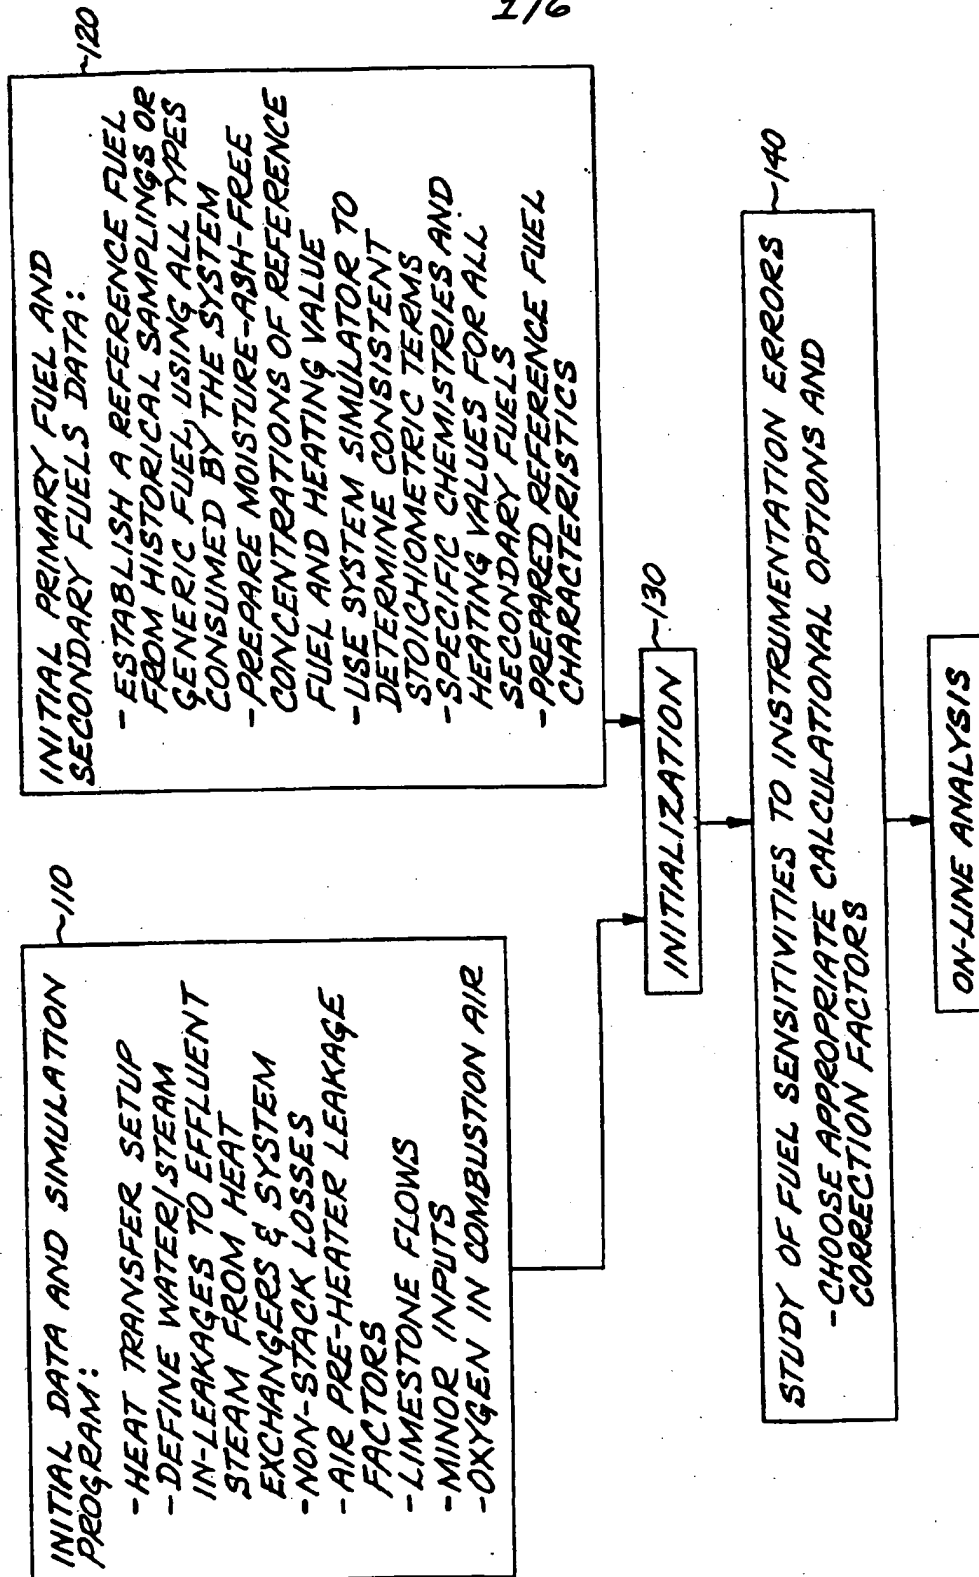 1/6
INITIAL DATA AND SIMULATION
PROGRAM:
- HEAT TRANSFER SETUP
- DEFINE WATER/STEAM
IN-LEAKAGES TO EFFLUENT
STEAM FROM HEAT
EXCHANGERS & SYSTEM
- NON-STACK LOSSES
- AIR PRE-HEATER LEAKAGE
FACTORS
- LIMESTONE FLOWS
- MINOR INPUTS
- OXYGEN IN COMBUSTION AIR
~110
INITIAL PRIMARY FUEL AND
SECONDARY FUELS DATA:
- ESTABLISH A REFERENCE FUEL
FROM HISTORICAL SAMPLINGS OR
GENERIC FUEL, USING ALL TYPES
CONSUMED BY THE SYSTEM
- PREPARE MOISTURE-ASH-FREE
CONCENTRATIONS OF REFERENCE
FUEL AND HEATING VALUE
- USE SYSTEM SIMULATOR TO
DETERMINE CONSISTENT
STOICHIOMETRIC TERMS
- SPECIFIC CHEMISTRIES AND
HEATING VALUES FOR ALL
SECONDARY FUELS
- PREPARED REFERENCE FUEL
CHARACTERISTICS
~120
INITIALIZATION
~130
STUDY OF FUEL SENSITIVITIES TO INSTRUMENTATION ERRORS
- CHOOSE APPROPRIATE CALCULATIONAL OPTIONS AND
CORRECTION FACTORS
~140
ON-LINE ANALYSIS